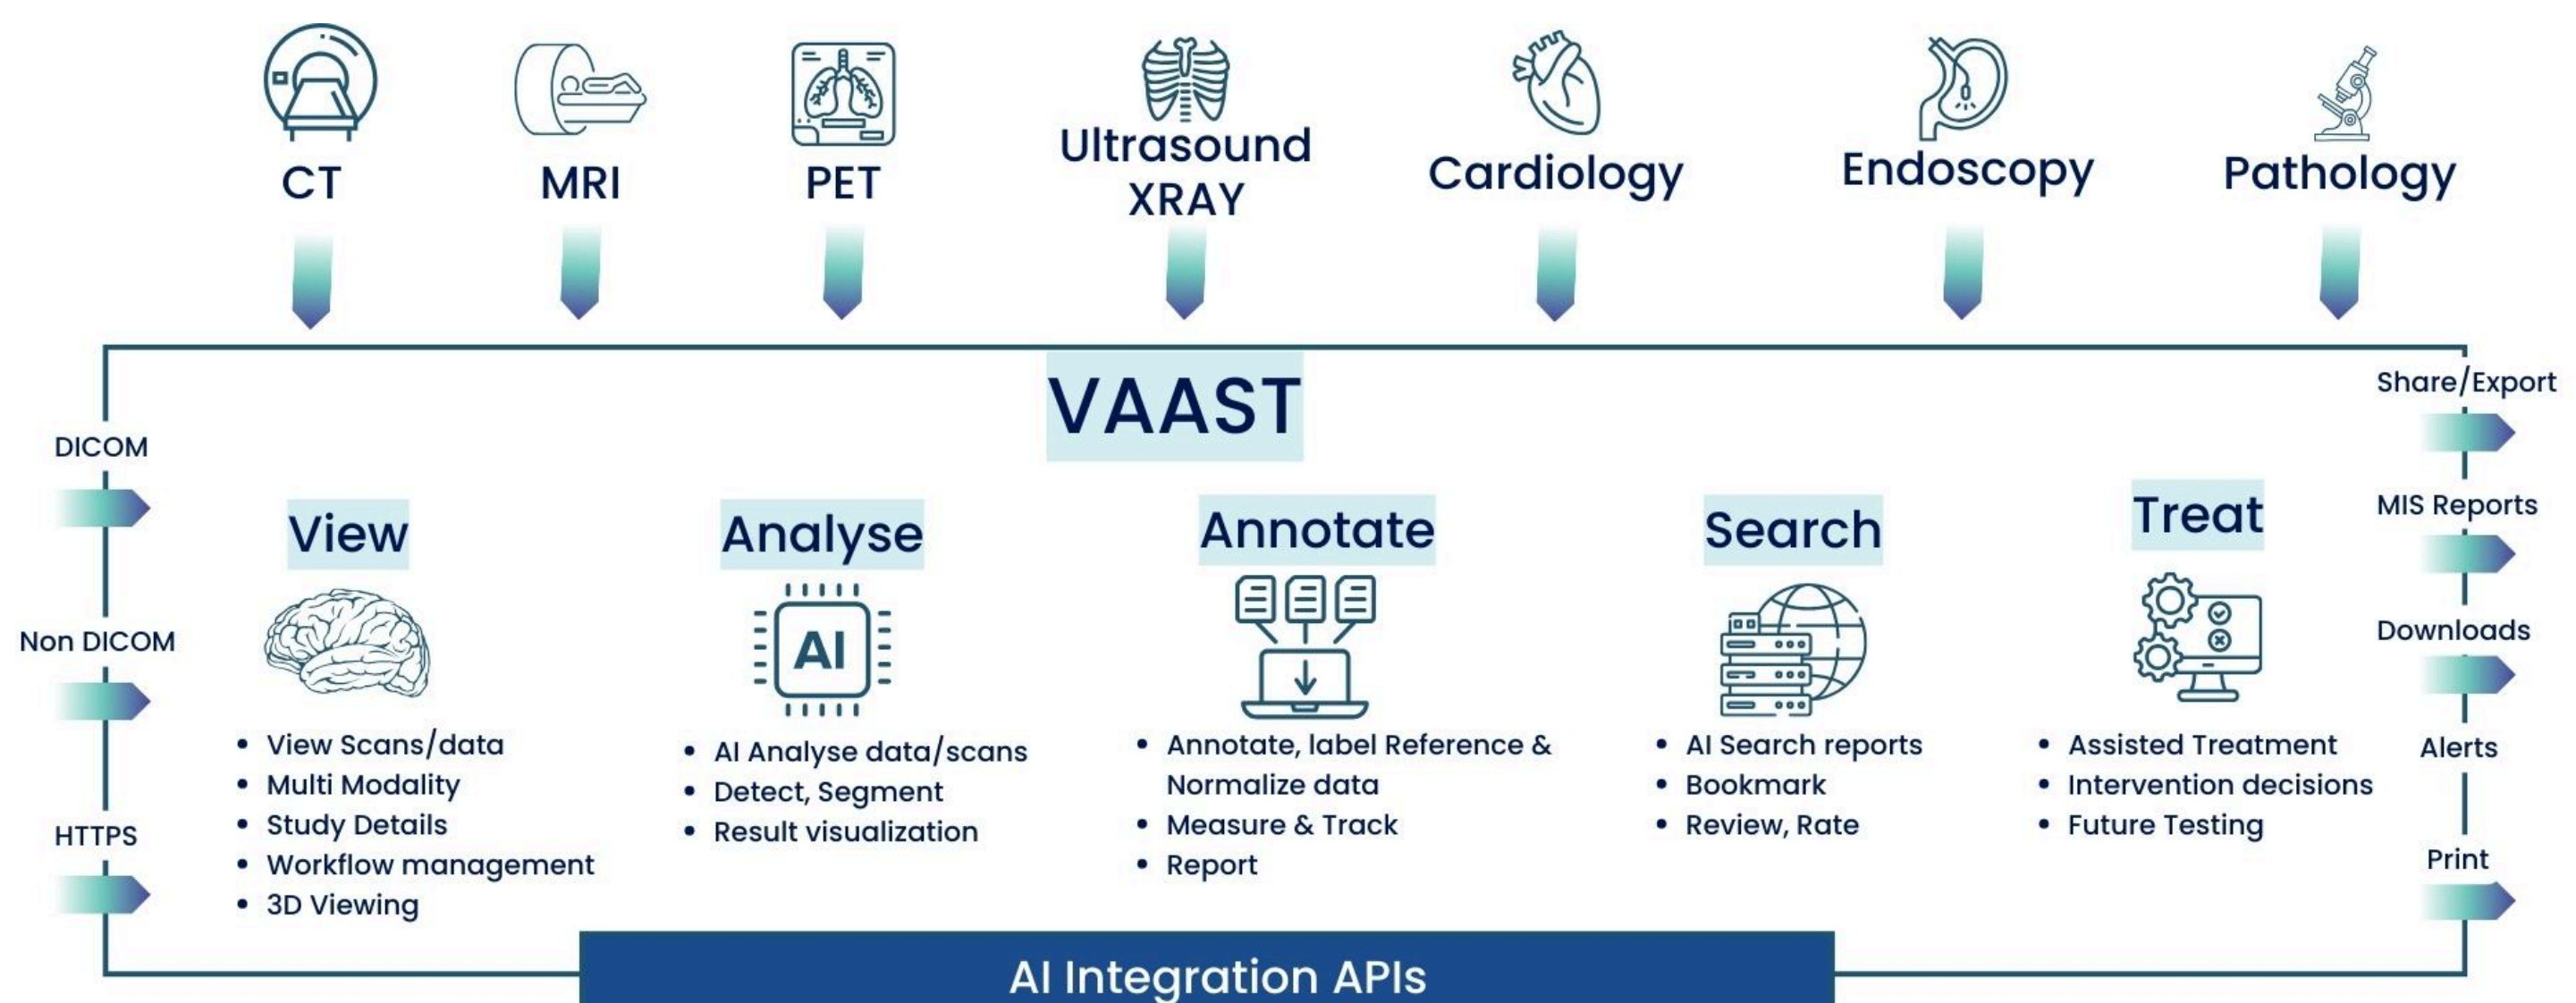 CT
MRI
PET
Ultrasound
XRAY
Cardiology
Endoscopy
Pathology
VAAST
DICOM
Non DICOM
HTTPS
View
• View Scans/data
• Multi Modality
• Study Details
• Workflow management
• 3D Viewing
Analyse
AI
• AI Analyse data/scans
• Detect, Segment
• Result visualization
Annotate
• Annotate, label Reference &
Normalize data
• Measure & Track
• Report
Search
• AI Search reports
• Bookmark
• Review, Rate
Treat
• Assisted Treatment
• Intervention decisions
• Future Testing
Share/Export
MIS Reports
Downloads
Alerts
Print
AI Integration APIs